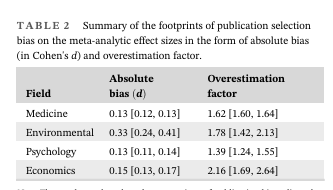 TABLE 2 Summary of the footprints of publication selection
bias on the meta-analytic effect sizes in the form of absolute bias
(in Cohen's d) and overestimation factor.
Field Absolute bias (d) Overestimation factor
Medicine 0.13 [0.12, 0.13] 1.62 [1.60, 1.64]
Environmental 0.33 [0.24, 0.41] 1.78 [1.42, 2.13]
Psychology 0.13 [0.11, 0.14] 1.39 [1.24, 1.55]
Economics 0.15 [0.13, 0.17] 2.16 [1.69, 2.64]